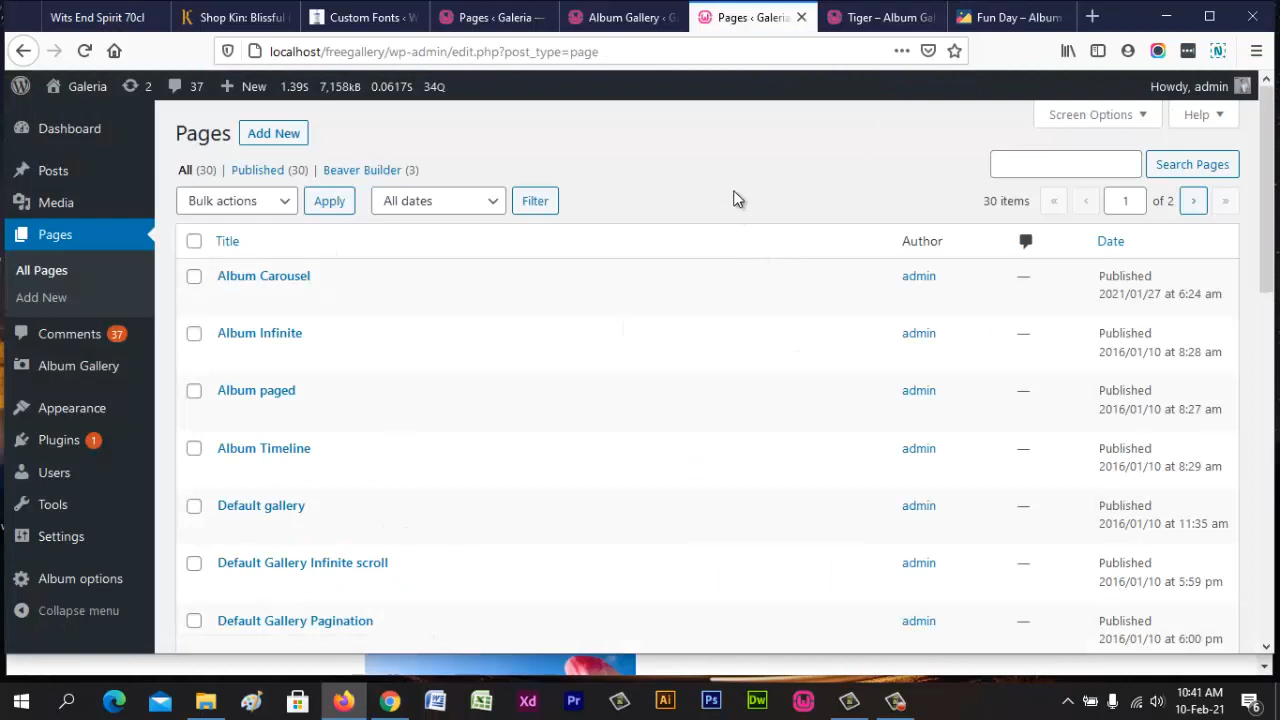 Wits End Spirit 70cl
Shop Kin: Blissful
Custom Fonts ‹ W
Pages ‹ Galeria —
Album Gallery ‹ G
Pages ‹ Galeria
Tiger – Album Ga
Fun Day – Album
localhost/freegallery/wp-admin/edit.php?post_type=page
Galeria 2 37 New 1.39S 7,158kB 0.0617S 34Q
Howdy, admin
Dashboard
Posts
Media
Pages
All Pages
Add New
Comments 37
Album Gallery
Appearance
Plugins 1
Users
Tools
Settings
Album options
Collapse menu
Screen Options
Help
Pages Add New
All (30) | Published (30) | Beaver Builder (3)
Search Pages
Bulk actions Apply All dates Filter
30 items « ‹ 1 of 2 › »
Title Author Date
Album Carousel admin — Published
2021/01/27 at 6:24 am
Album Infinite admin — Published
2016/01/10 at 8:28 am
Album paged admin — Published
2016/01/10 at 8:27 am
Album Timeline admin — Published
2016/01/10 at 8:29 am
Default gallery admin — Published
2016/01/10 at 11:35 am
Default Gallery Infinite scroll admin — Published
2016/01/10 at 5:59 pm
Default Gallery Pagination admin — Published
2016/01/10 at 6:00 pm
Xd
Pr
Ai
Ps
Dw
10:41 AM
10-Feb-21
6